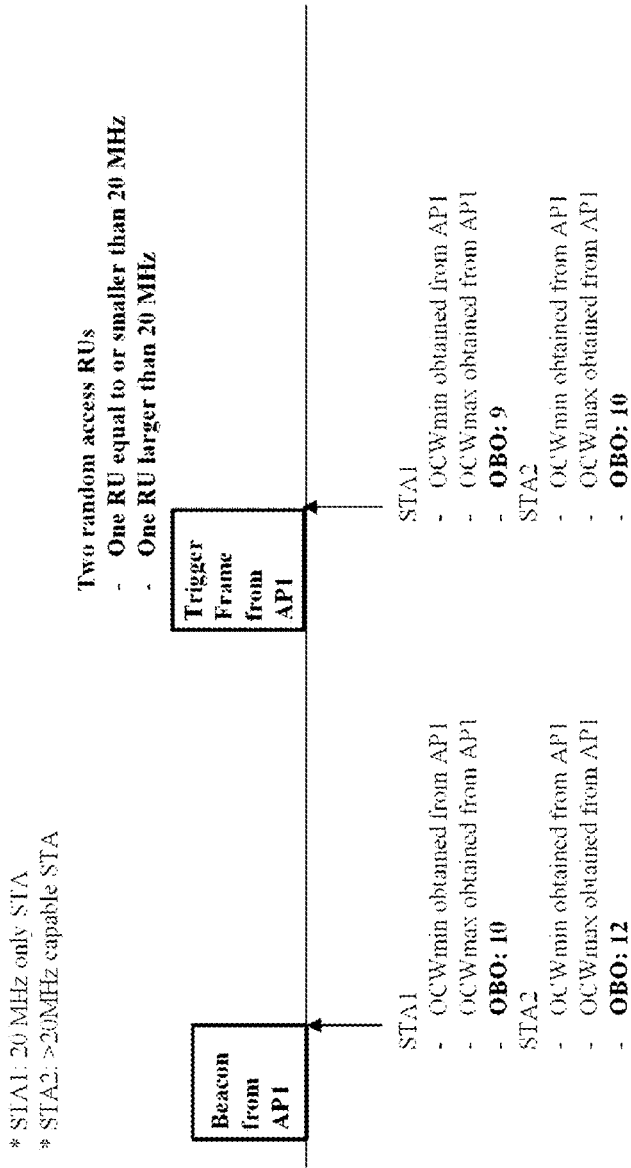 * STA1: 20 MHz only STA
* STA2: >20MHz capable STA
Two random access RUs
- One RU equal to or smaller than 20 MHz
- One RU larger than 20 MHz
Beacon
from
AP1
Trigger
Frame
from
AP1
STA1
- OCWmin obtained from AP1
- OCWmax obtained from AP1
- OBO: 10
STA2
- OCWmin obtained from AP1
- OCWmax obtained from AP1
- OBO: 12
STA1
- OCWmin obtained from AP1
- OCWmax obtained from AP1
- OBO: 9
STA2
- OCWmin obtained from AP1
- OCWmax obtained from AP1
- OBO: 10